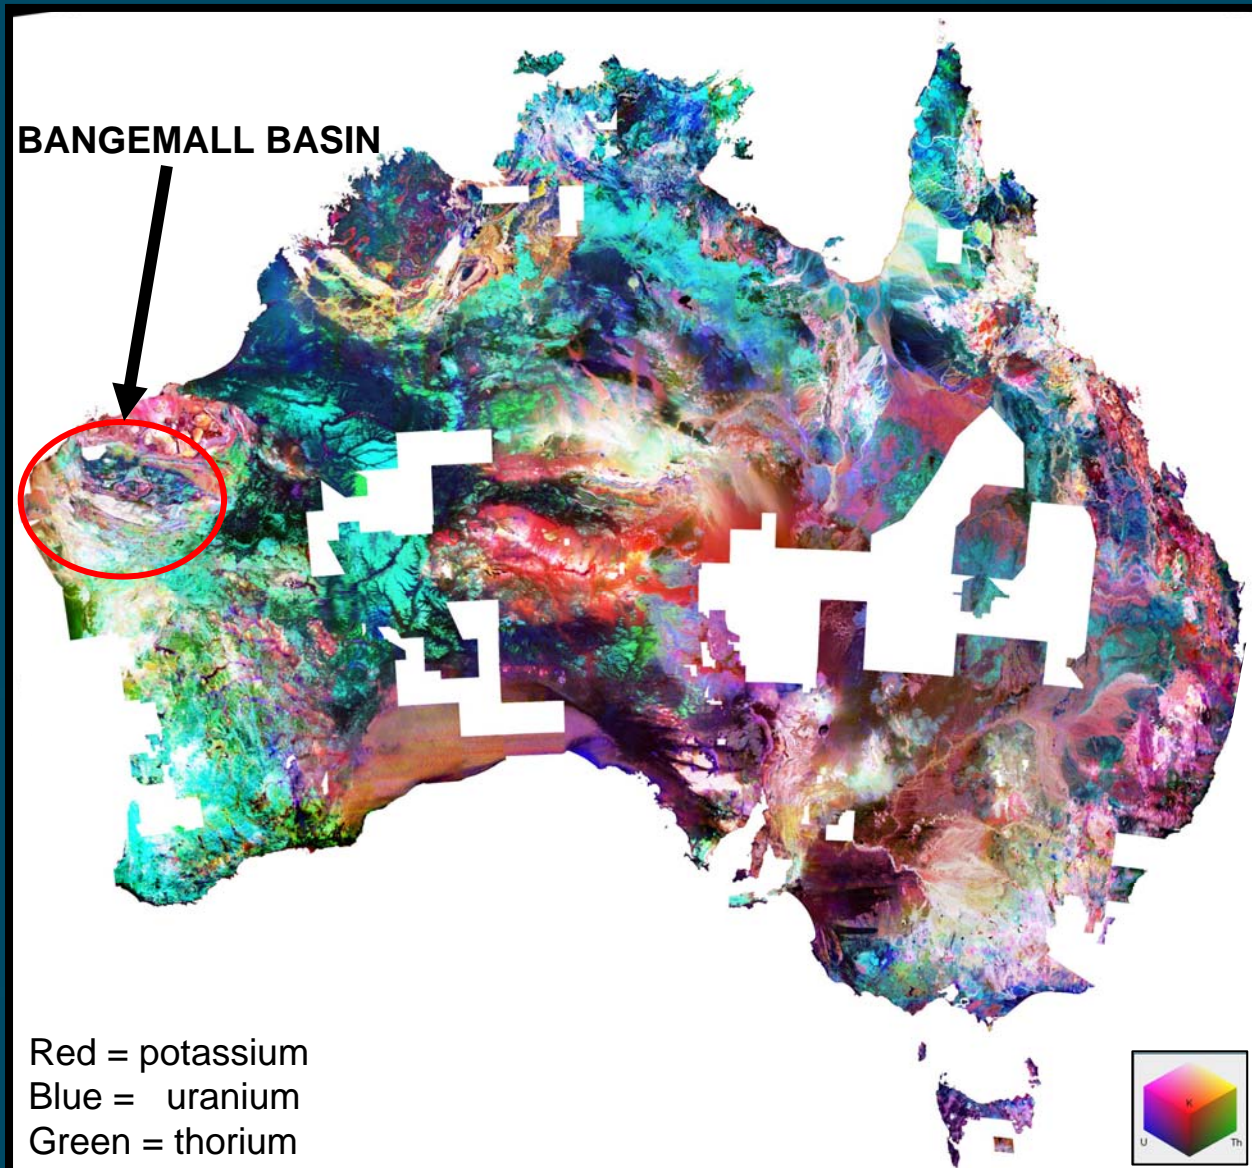 BANGEMALL BASIN
Red = potassium
Blue = uranium
Green = thorium
K
U
Th